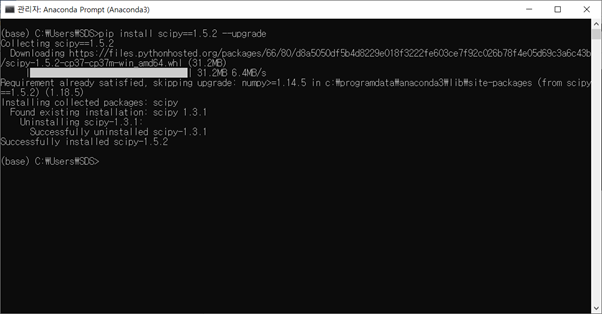 관리자: Anaconda Prompt (Anaconda3)
(base) C:₩Users₩SDS>pip install scipy==1.5.2 --upgrade
Collecting scipy==1.5.2
  Downloading https://files.pythonhosted.org/packages/66/80/d8a5050df5b4d8229e018f3222fe603ce7f92c026b78f4e05d69c3a6c43b
/scipy-1.5.2-cp37-cp37m-win_amd64.whl (31.2MB)
     |████████████████████████████████| 31.2MB 6.4MB/s
Requirement already satisfied, skipping upgrade: numpy>=1.14.5 in c:₩programdata₩anaconda3₩lib₩site-packages (from scipy
==1.5.2) (1.18.5)
Installing collected packages: scipy
  Found existing installation: scipy 1.3.1
    Uninstalling scipy-1.3.1:
      Successfully uninstalled scipy-1.3.1
Successfully installed scipy-1.5.2
(base) C:₩Users₩SDS>